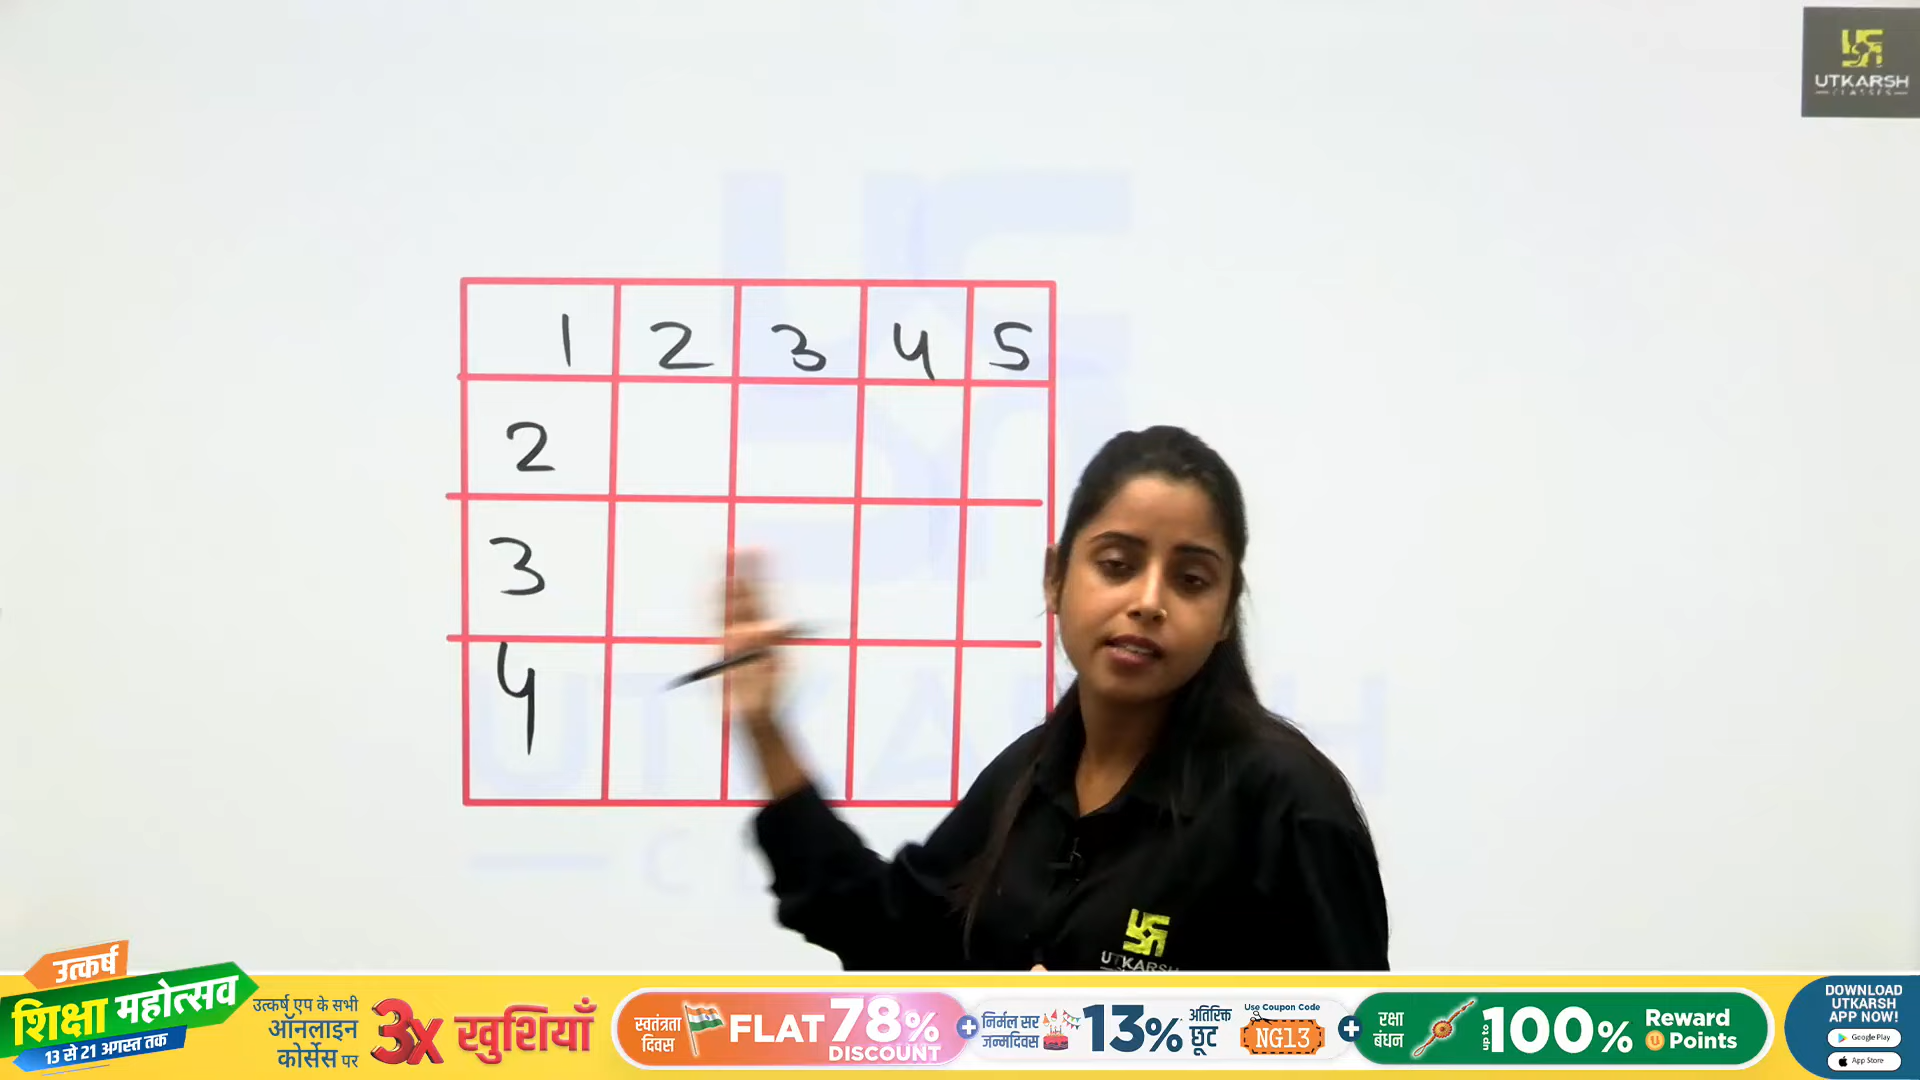 UTKARSH
CLASSES
1 2 3 4 5
2
3
4
UTKARSH
उत्कर्ष
शिक्षा महोत्सव
13 से 21 अगस्त तक
उत्कर्ष एप के सभी
ऑनलाइन
कोर्सेस पर
3x खुशियाँ
स्वतंत्रता
दिवस
FLAT 78%
DISCOUNT
+
निर्मल सर
जन्मदिवस
13%
अतिरिक्त
छूट
Use Coupon Code
NG13
+
रक्षा
बंधन
upto
100%
Reward
Points
DOWNLOAD
UTKARSH
APP NOW!
Google Play
App Store